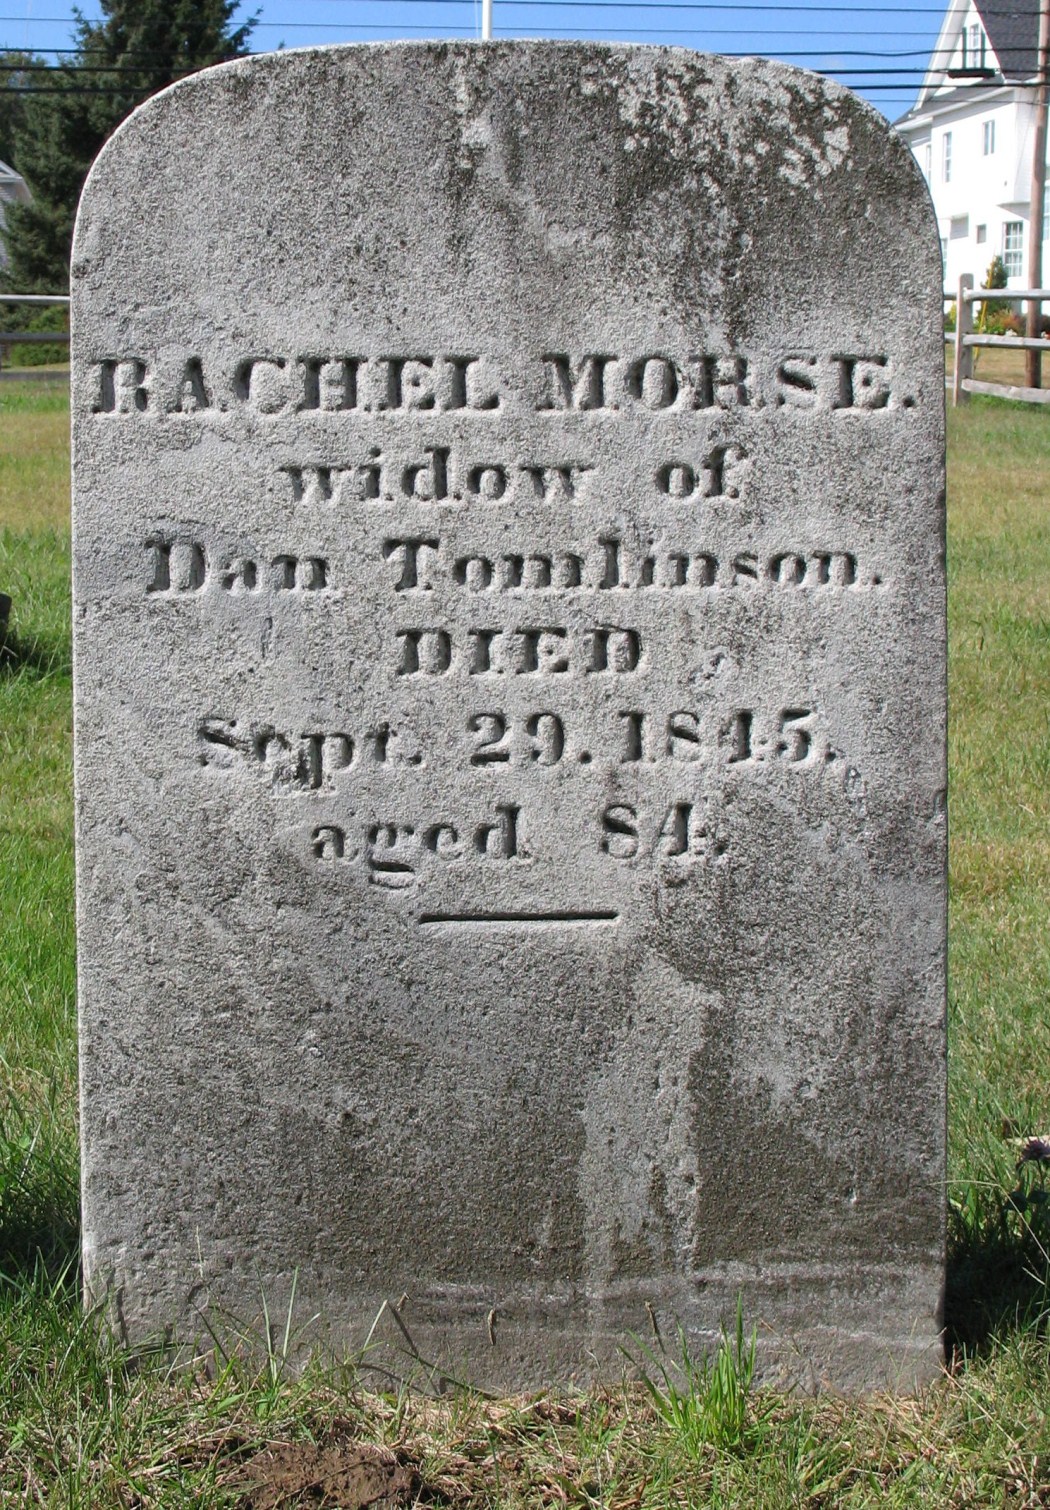 RACHEL MORSE.
widow of
Dan Tomlinson.
DIED
Sept. 29. 1845.
aged 84.